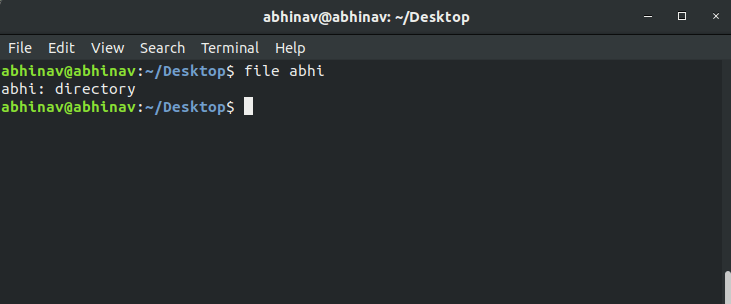 abhinav@abhinav: ~/Desktop
File Edit View Search Terminal Help
abhinav@abhinav:~/Desktop$ file abhi
abhi: directory
abhinav@abhinav:~/Desktop$